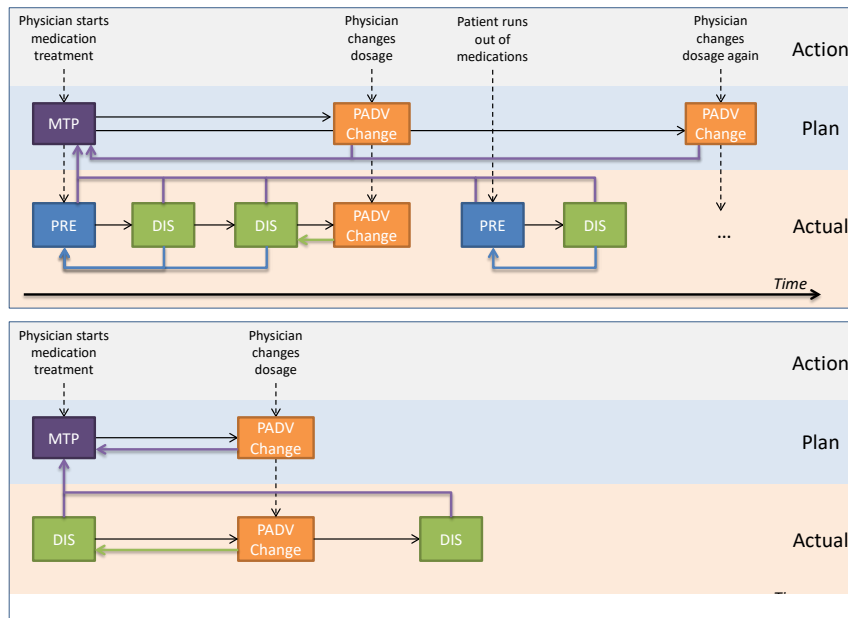 Physician starts
medication
treatment
Physician
changes
dosage
Patient runs
out of
medications
Physician
changes
dosage again
Action
MTP
PADV
Change
PADV
Change
Plan
PRE
DIS
DIS
PADV
Change
PRE
DIS
...
Actual
Time
Physician starts
medication
treatment
Physician
changes
dosage
Action
MTP
PADV
Change
Plan
DIS
PADV
Change
DIS
Actual